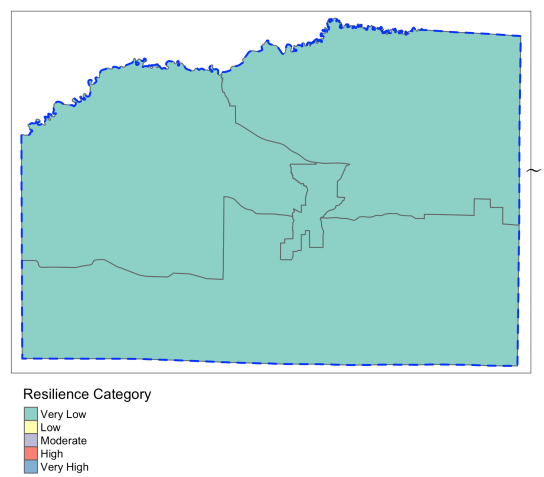 ~
Resilience Category
Very Low
Low
Moderate
High
Very High